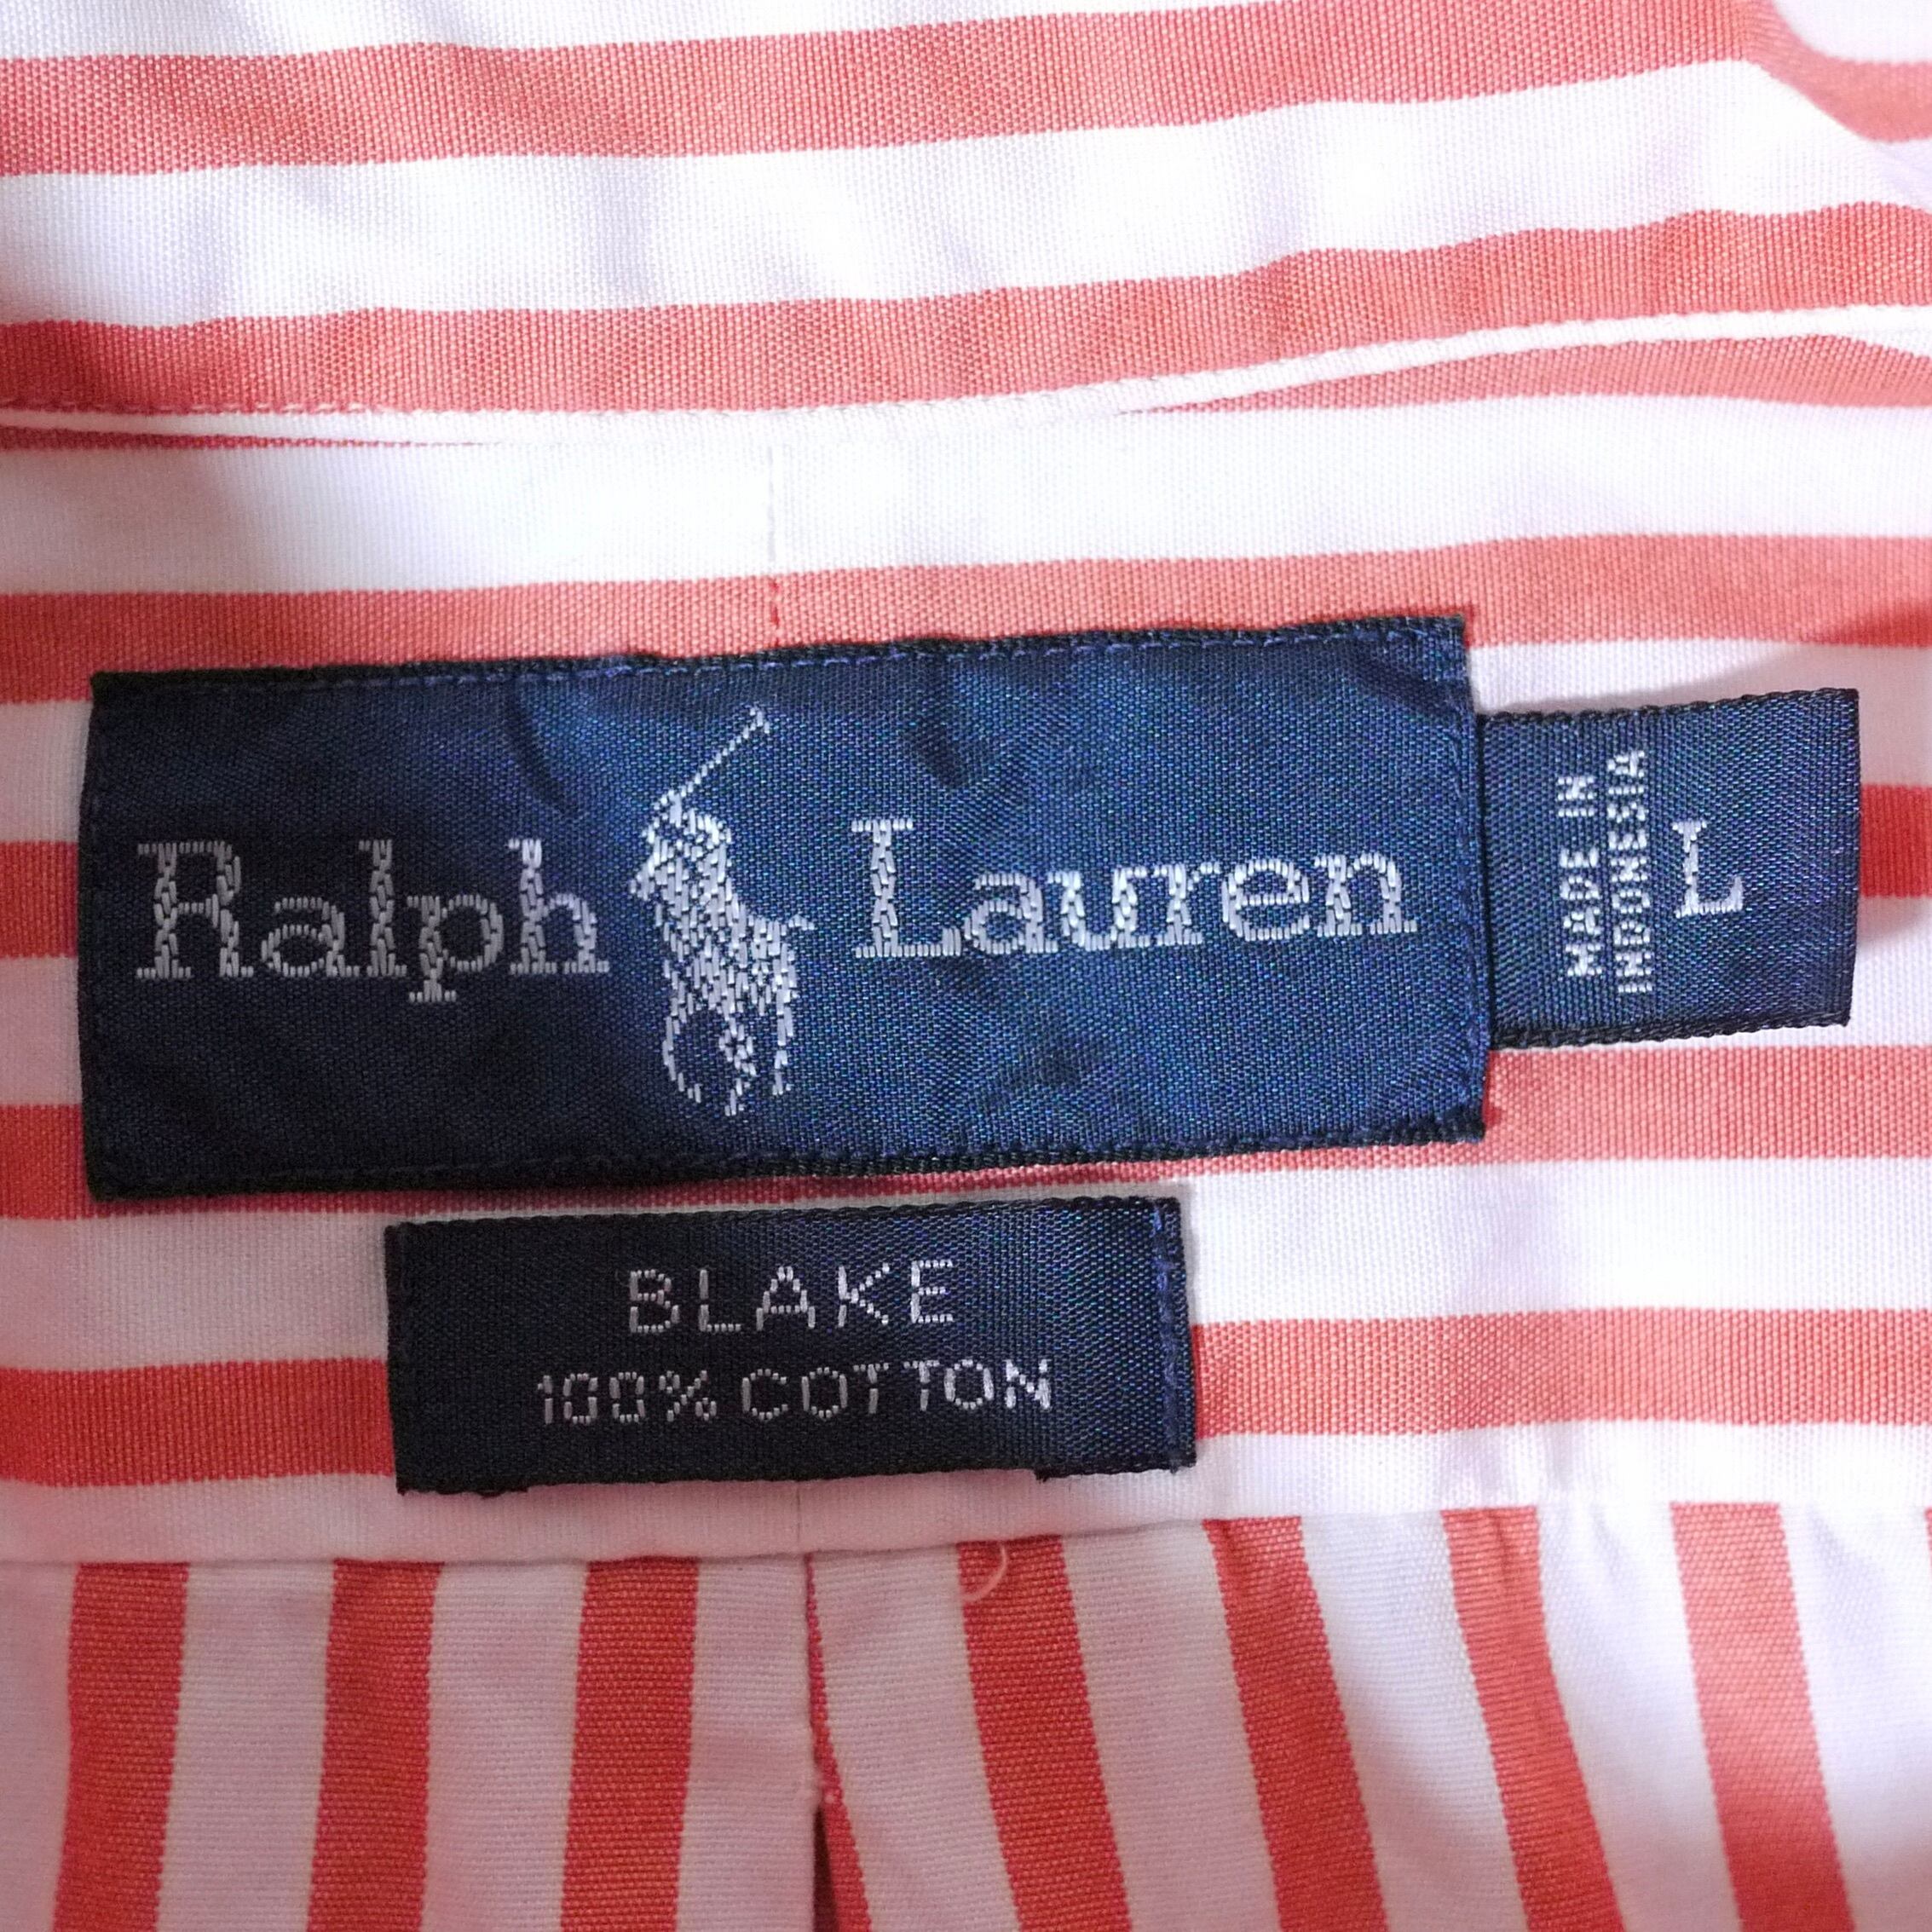 Ralph Lauren
MADE IN
INDONESIA
L
BLAKE
100% COTTON